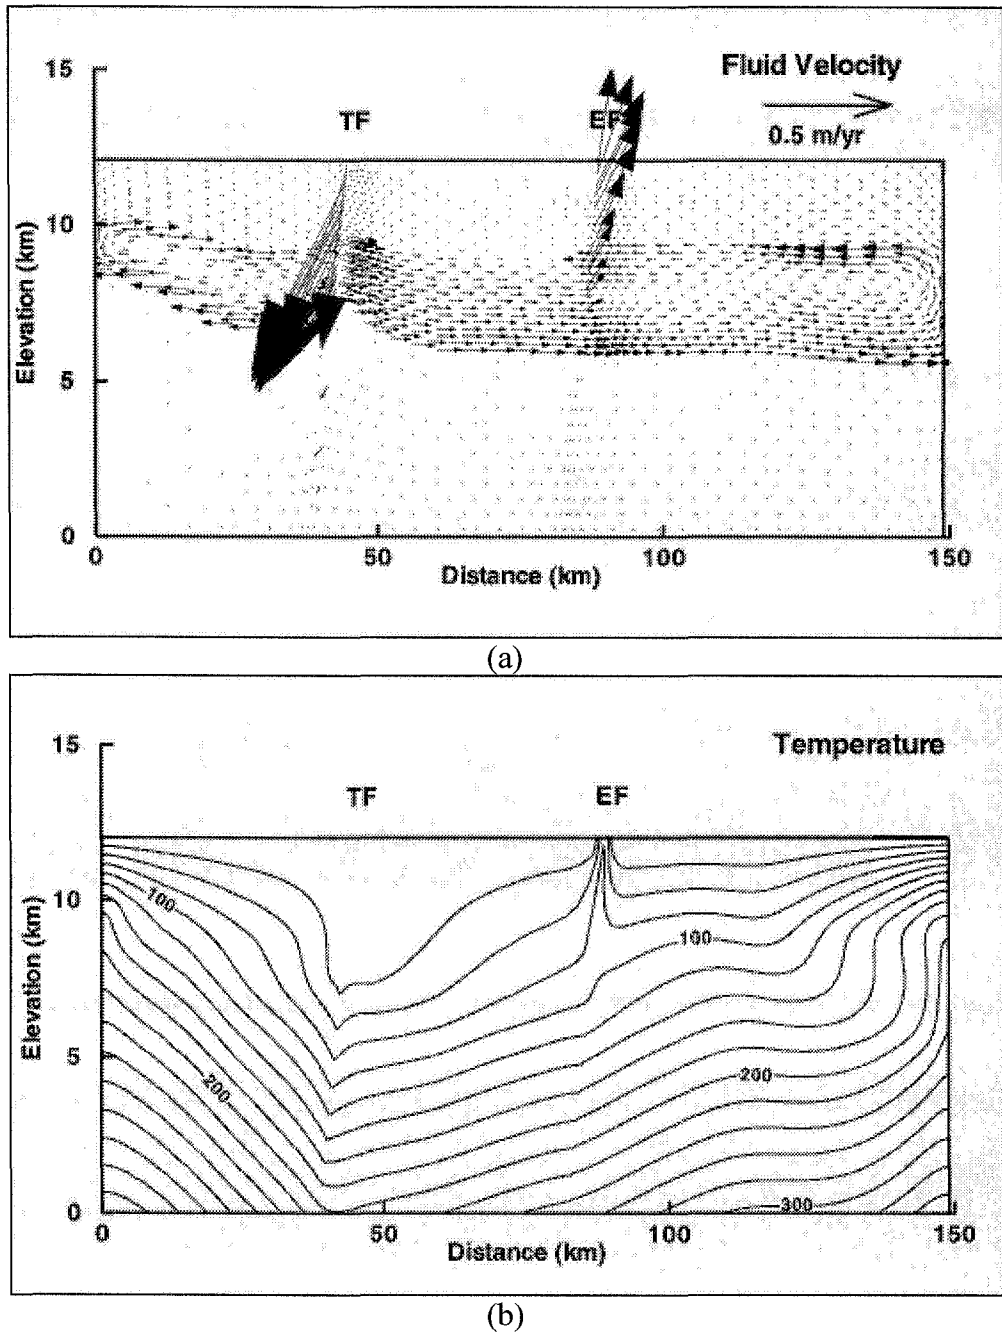 15
Fluid Velocity
TF
EF
0.5 m/yr
10
Elevation (km)
5
0
0
50
100
150
Distance (km)
(a)
15
Temperature
TF
EF
10
100
100
Elevation (km)
5
200
200
0
300
0
50
100
150
Distance (km)
(b)